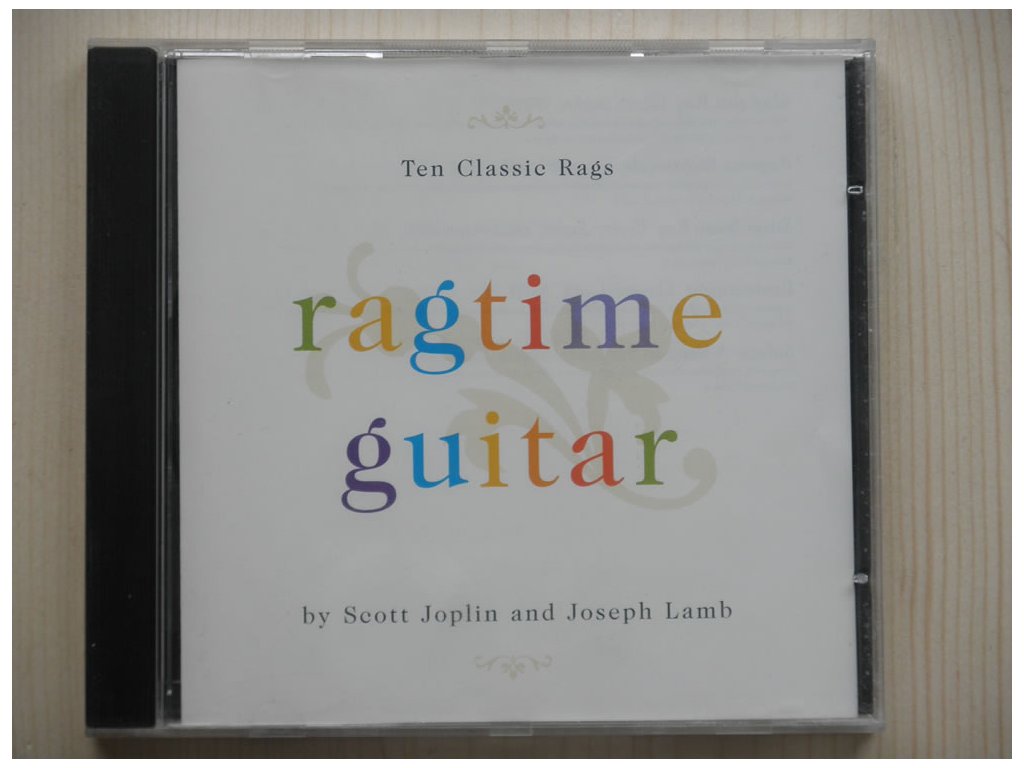 Ten Classic Rags
ragtime
guitar
by Scott Joplin and Joseph Lamb